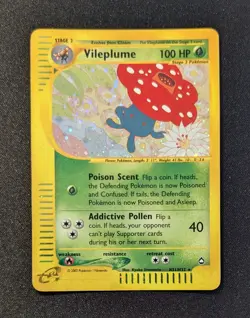 STAGE 2
Evolves from Gloom
Vileplume 100 HP
Stage 2 Pokémon
Poison Scent Flip a coin. If heads,
the Defending Pokémon is now Poisoned
and Confused. If tails, the Defending
Pokémon is now Poisoned and Asleep.
Addictive Pollen Flip a
coin. If heads, your opponent
can't play Supporter cards
during his or her next turn.
40
weakness resistance retreat cost